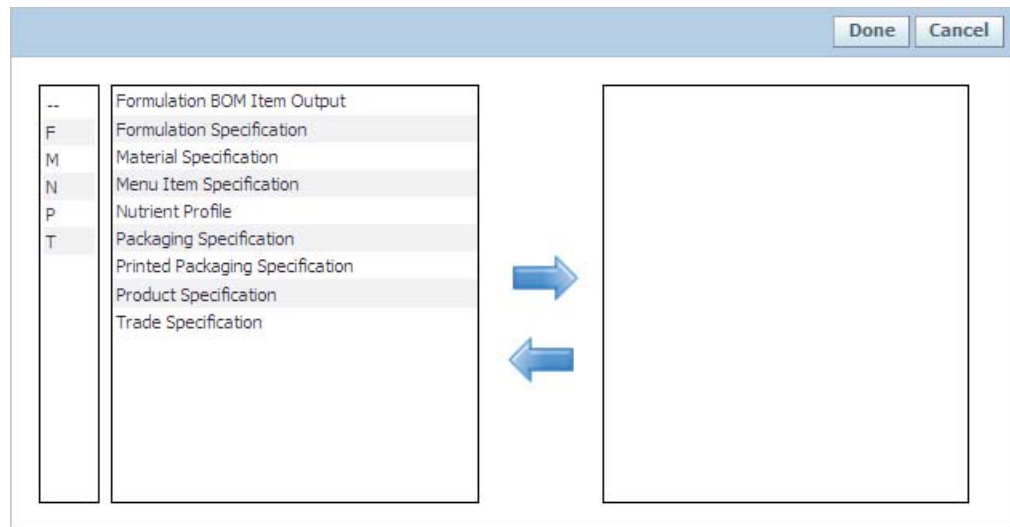 Done Cancel
--
F
M
N
P
T
Formulation BOM Item Output
Formulation Specification
Material Specification
Menu Item Specification
Nutrient Profile
Packaging Specification
Printed Packaging Specification
Product Specification
Trade Specification